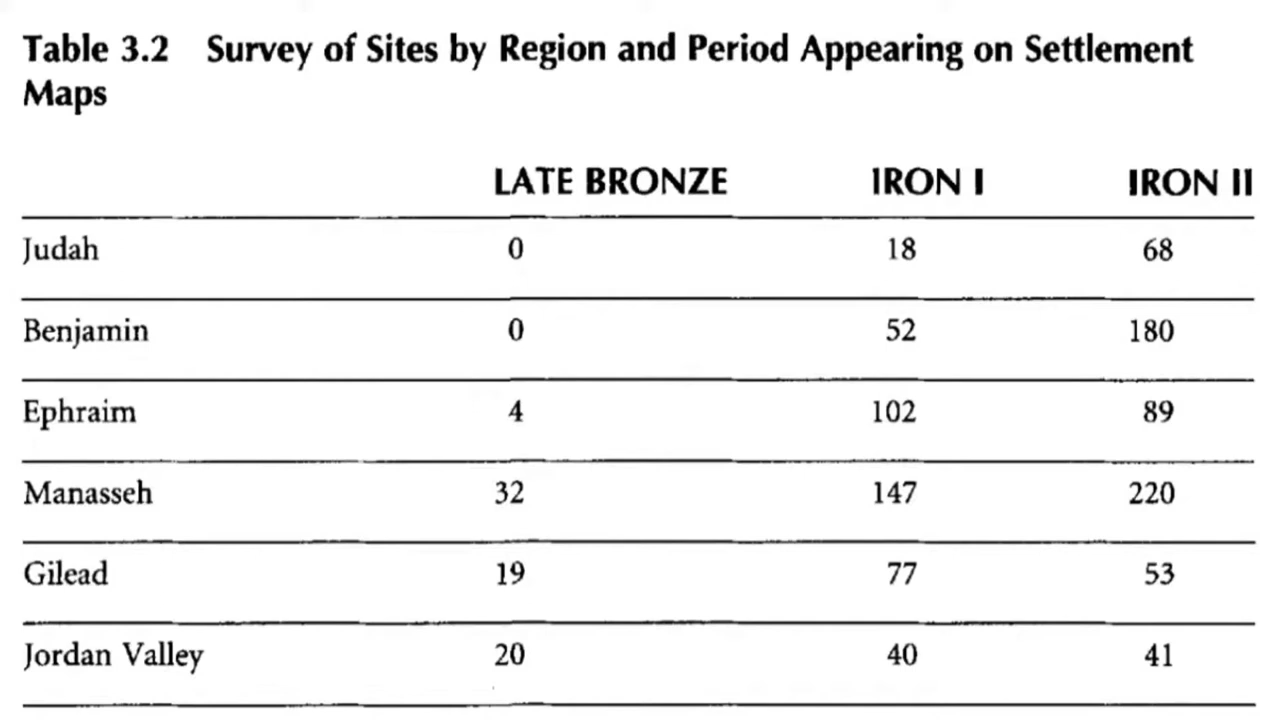 Table 3.2 Survey of Sites by Region and Period Appearing on Settlement
Maps
LATE BRONZE IRON I IRON II
Judah 0 18 68
Benjamin 0 52 180
Ephraim 4 102 89
Manasseh 32 147 220
Gilead 19 77 53
Jordan Valley 20 40 41